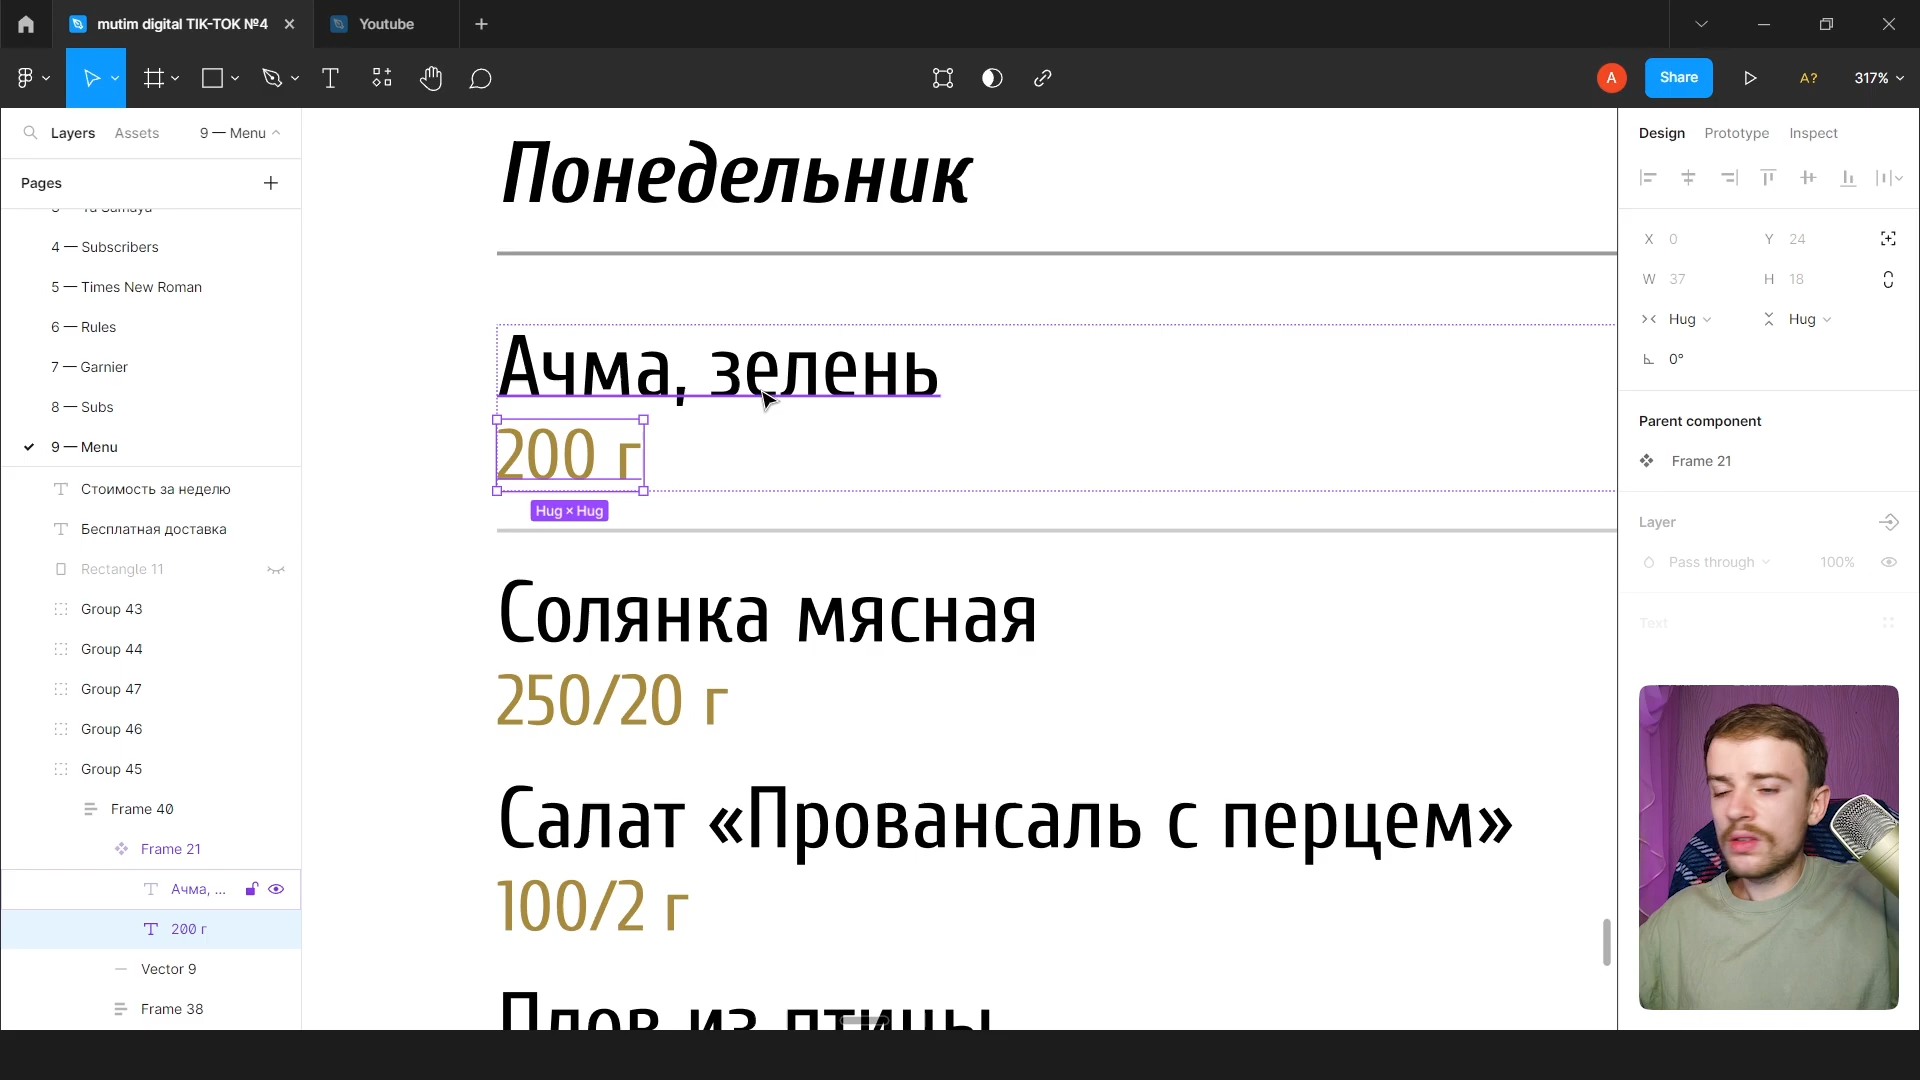 mutim digital TIK-TOK №4
Youtube
A
Share
A?
317%
Layers
Assets
9 — Menu
Pages
4 — Subscribers
5 — Times New Roman
6 — Rules
7 — Garnier
8 — Subs
9 — Menu
Стоимость за неделю
Бесплатная доставка
Rectangle 11
Group 43
Group 44
Group 47
Group 46
Group 45
Frame 40
Frame 21
Ачма, ...
200 г
Vector 9
Frame 38
Понедельник
Ачма, зелень
200 г
Hug × Hug
Солянка мясная
250/20 г
Салат «Провансаль с перцем»
100/2 г
Плов из птицы
Design
Prototype
Inspect
X 0
Y 24
W 37
H 18
Hug
Hug
0°
Parent component
Frame 21
Layer
Pass through
100%
Text